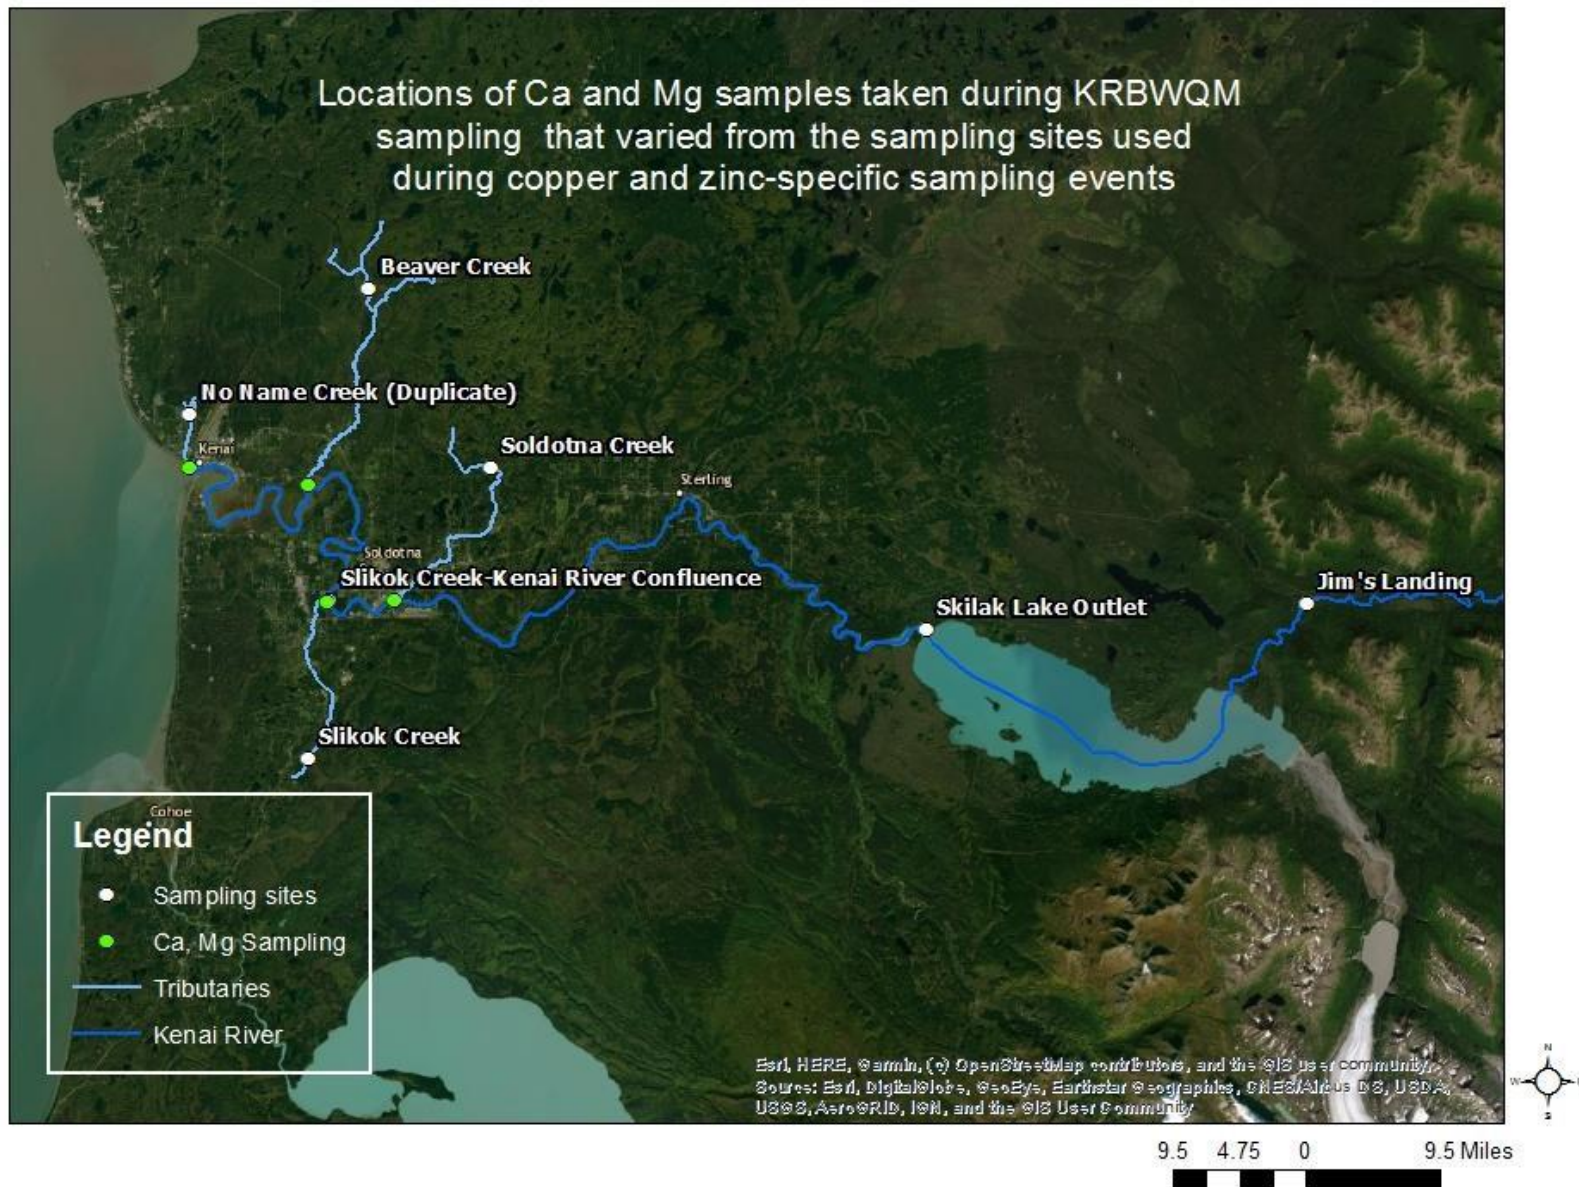 Locations of Ca and Mg samples taken during KRBWQM
sampling that varied from the sampling sites used
during copper and zinc-specific sampling events
Beaver Creek
No Name Creek (Duplicate)
Kenai
Soldotna Creek
Sterling
Soldotna
Slikok Creek-Kenai River Confluence
Jim's Landing
Skilak Lake Outlet
Slikok Creek
Cohoe
Legend
Sampling sites
Ca, Mg Sampling
Tributaries
Kenai River
Esri, HERE, Garmin, (c) OpenStreetMap contributors, and the GIS user community,
Source: Esri, DigitalGlobe, GeoEye, Earthstar Geographics, CNES/Airbus DS, USDA,
USGS, AeroGRID, IGN, and the GIS User Community
N
W
S
9.5 4.75 0 9.5 Miles